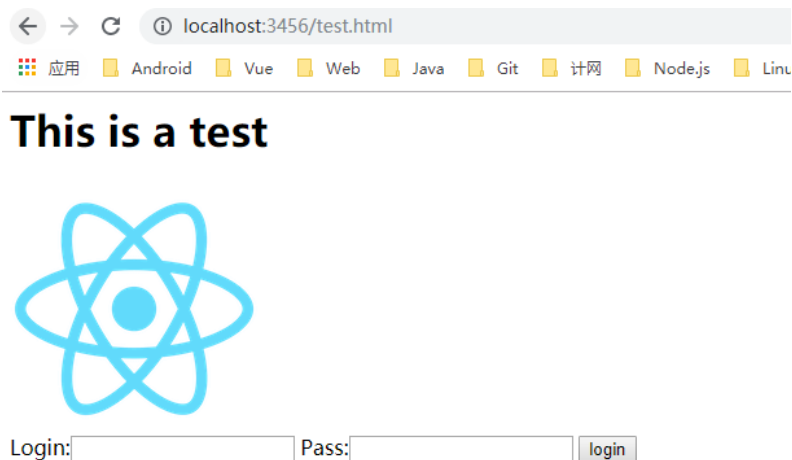 localhost:3456/test.html
应用 Android Vue Web Java Git 计网 Node.js Linu
This is a test
Login: Pass: login